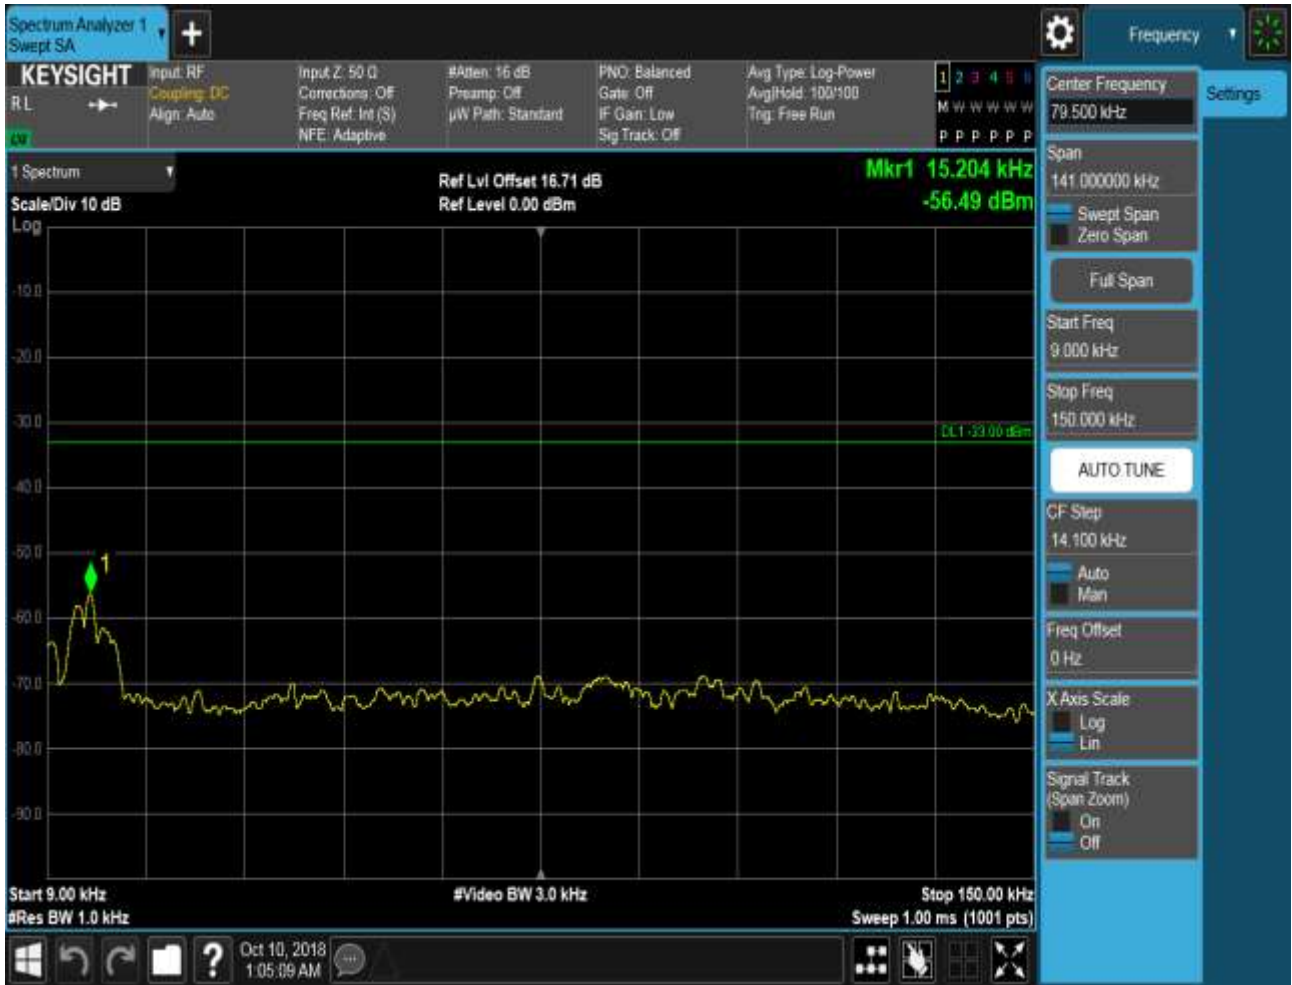 Spectrum Analyzer 1
Swept SA
Frequency
KEYSIGHT
RL
Input: RF
Coupling: DC
Align: Auto
Input Z: 50 Ω
Corrections: Off
Freq Ref: Int (S)
NFE: Adaptive
#Atten: 16 dB
Preamp: Off
µW Path: Standard
PNO: Balanced
Gate: Off
IF Gain: Low
Sig Track: Off
Avg Type: Log-Power
Avg|Hold: 100/100
Trig: Free Run
1 2 3 4 5 6
M W W W W W
P P P P P P
1 Spectrum
Scale/Div 10 dB
Log
Ref Lvl Offset 16.71 dB
Ref Level 0.00 dBm
Mkr1 15.204 kHz
-56.49 dBm
-10.0
-20.0
-30.0
DL1 -33.00 dBm
-40.0
-50.0
1
-60.0
-70.0
-80.0
-90.0
Start 9.00 kHz
#Res BW 1.0 kHz
#Video BW 3.0 kHz
Stop 150.00 kHz
Sweep 1.00 ms (1001 pts)
Center Frequency
79.500 kHz
Settings
Span
141.000000 kHz
Swept Span
Zero Span
Full Span
Start Freq
9.000 kHz
Stop Freq
150.000 kHz
AUTO TUNE
CF Step
14.100 kHz
Auto
Man
Freq Offset
0 Hz
X Axis Scale
Log
Lin
Signal Track
(Span Zoom)
On
Off
?
Oct 10, 2018
1:05:09 AM